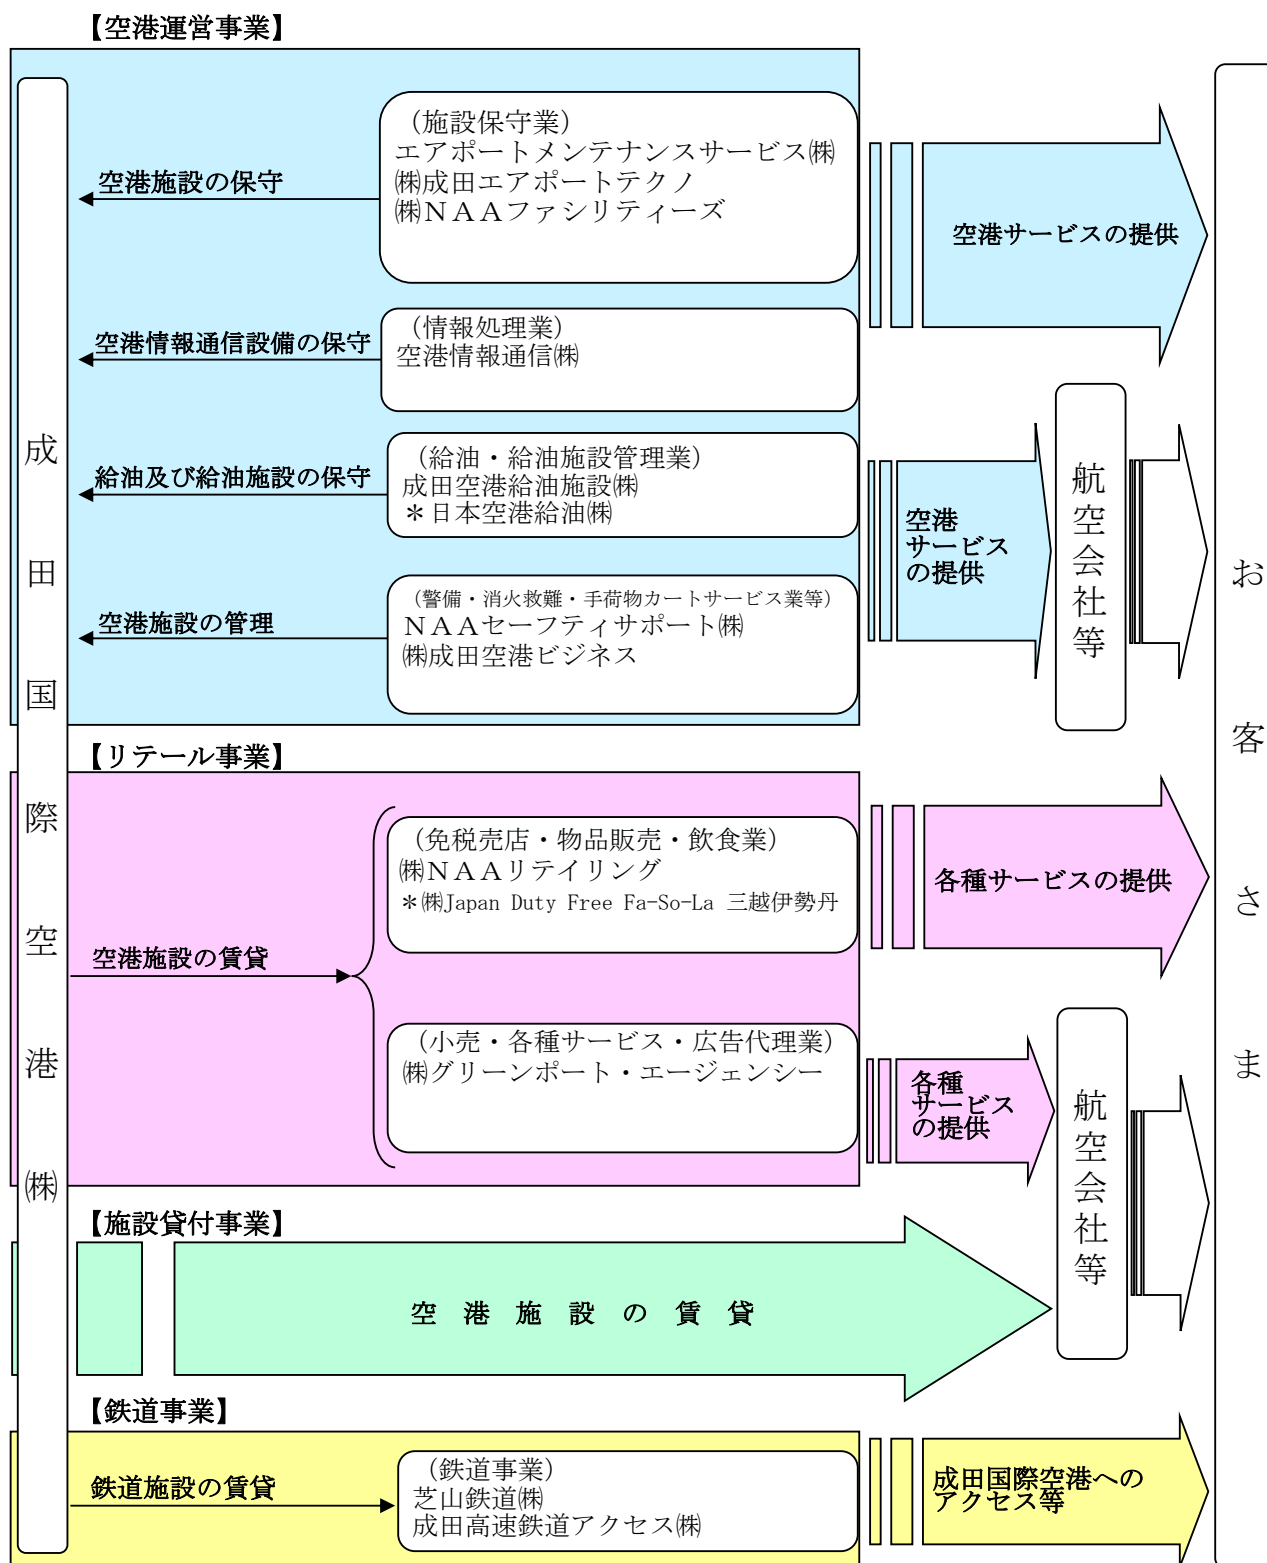 【空港運営事業】
（施設保守業）
エアポートメンテナンスサービス㈱
㈱成田エアポートテクノ
㈱ＮＡＡファシリティーズ
空港施設の保守
空港サービスの提供
（情報処理業）
空港情報通信㈱
空港情報通信設備の保守
（給油・給油施設管理業）
成田空港給油施設㈱
＊日本空港給油㈱
給油及び給油施設の保守
空港
サービス
の提供
航空会社等
（警備・消火救難・手荷物カートサービス業等）
ＮＡＡセーフティサポート㈱
㈱成田空港ビジネス
空港施設の管理
成田国際空港㈱
お客さま
【リテール事業】
（免税売店・物品販売・飲食業）
㈱ＮＡＡリテイリング
＊㈱Japan Duty Free Fa-So-La 三越伊勢丹
各種サービスの提供
空港施設の賃貸
（小売・各種サービス・広告代理業）
㈱グリーンポート・エージェンシー
各種
サービス
の提供
航空会社等
【施設貸付事業】
空港施設の賃貸
【鉄道事業】
（鉄道事業）
芝山鉄道㈱
成田高速鉄道アクセス㈱
鉄道施設の賃貸
成田国際空港への
アクセス等